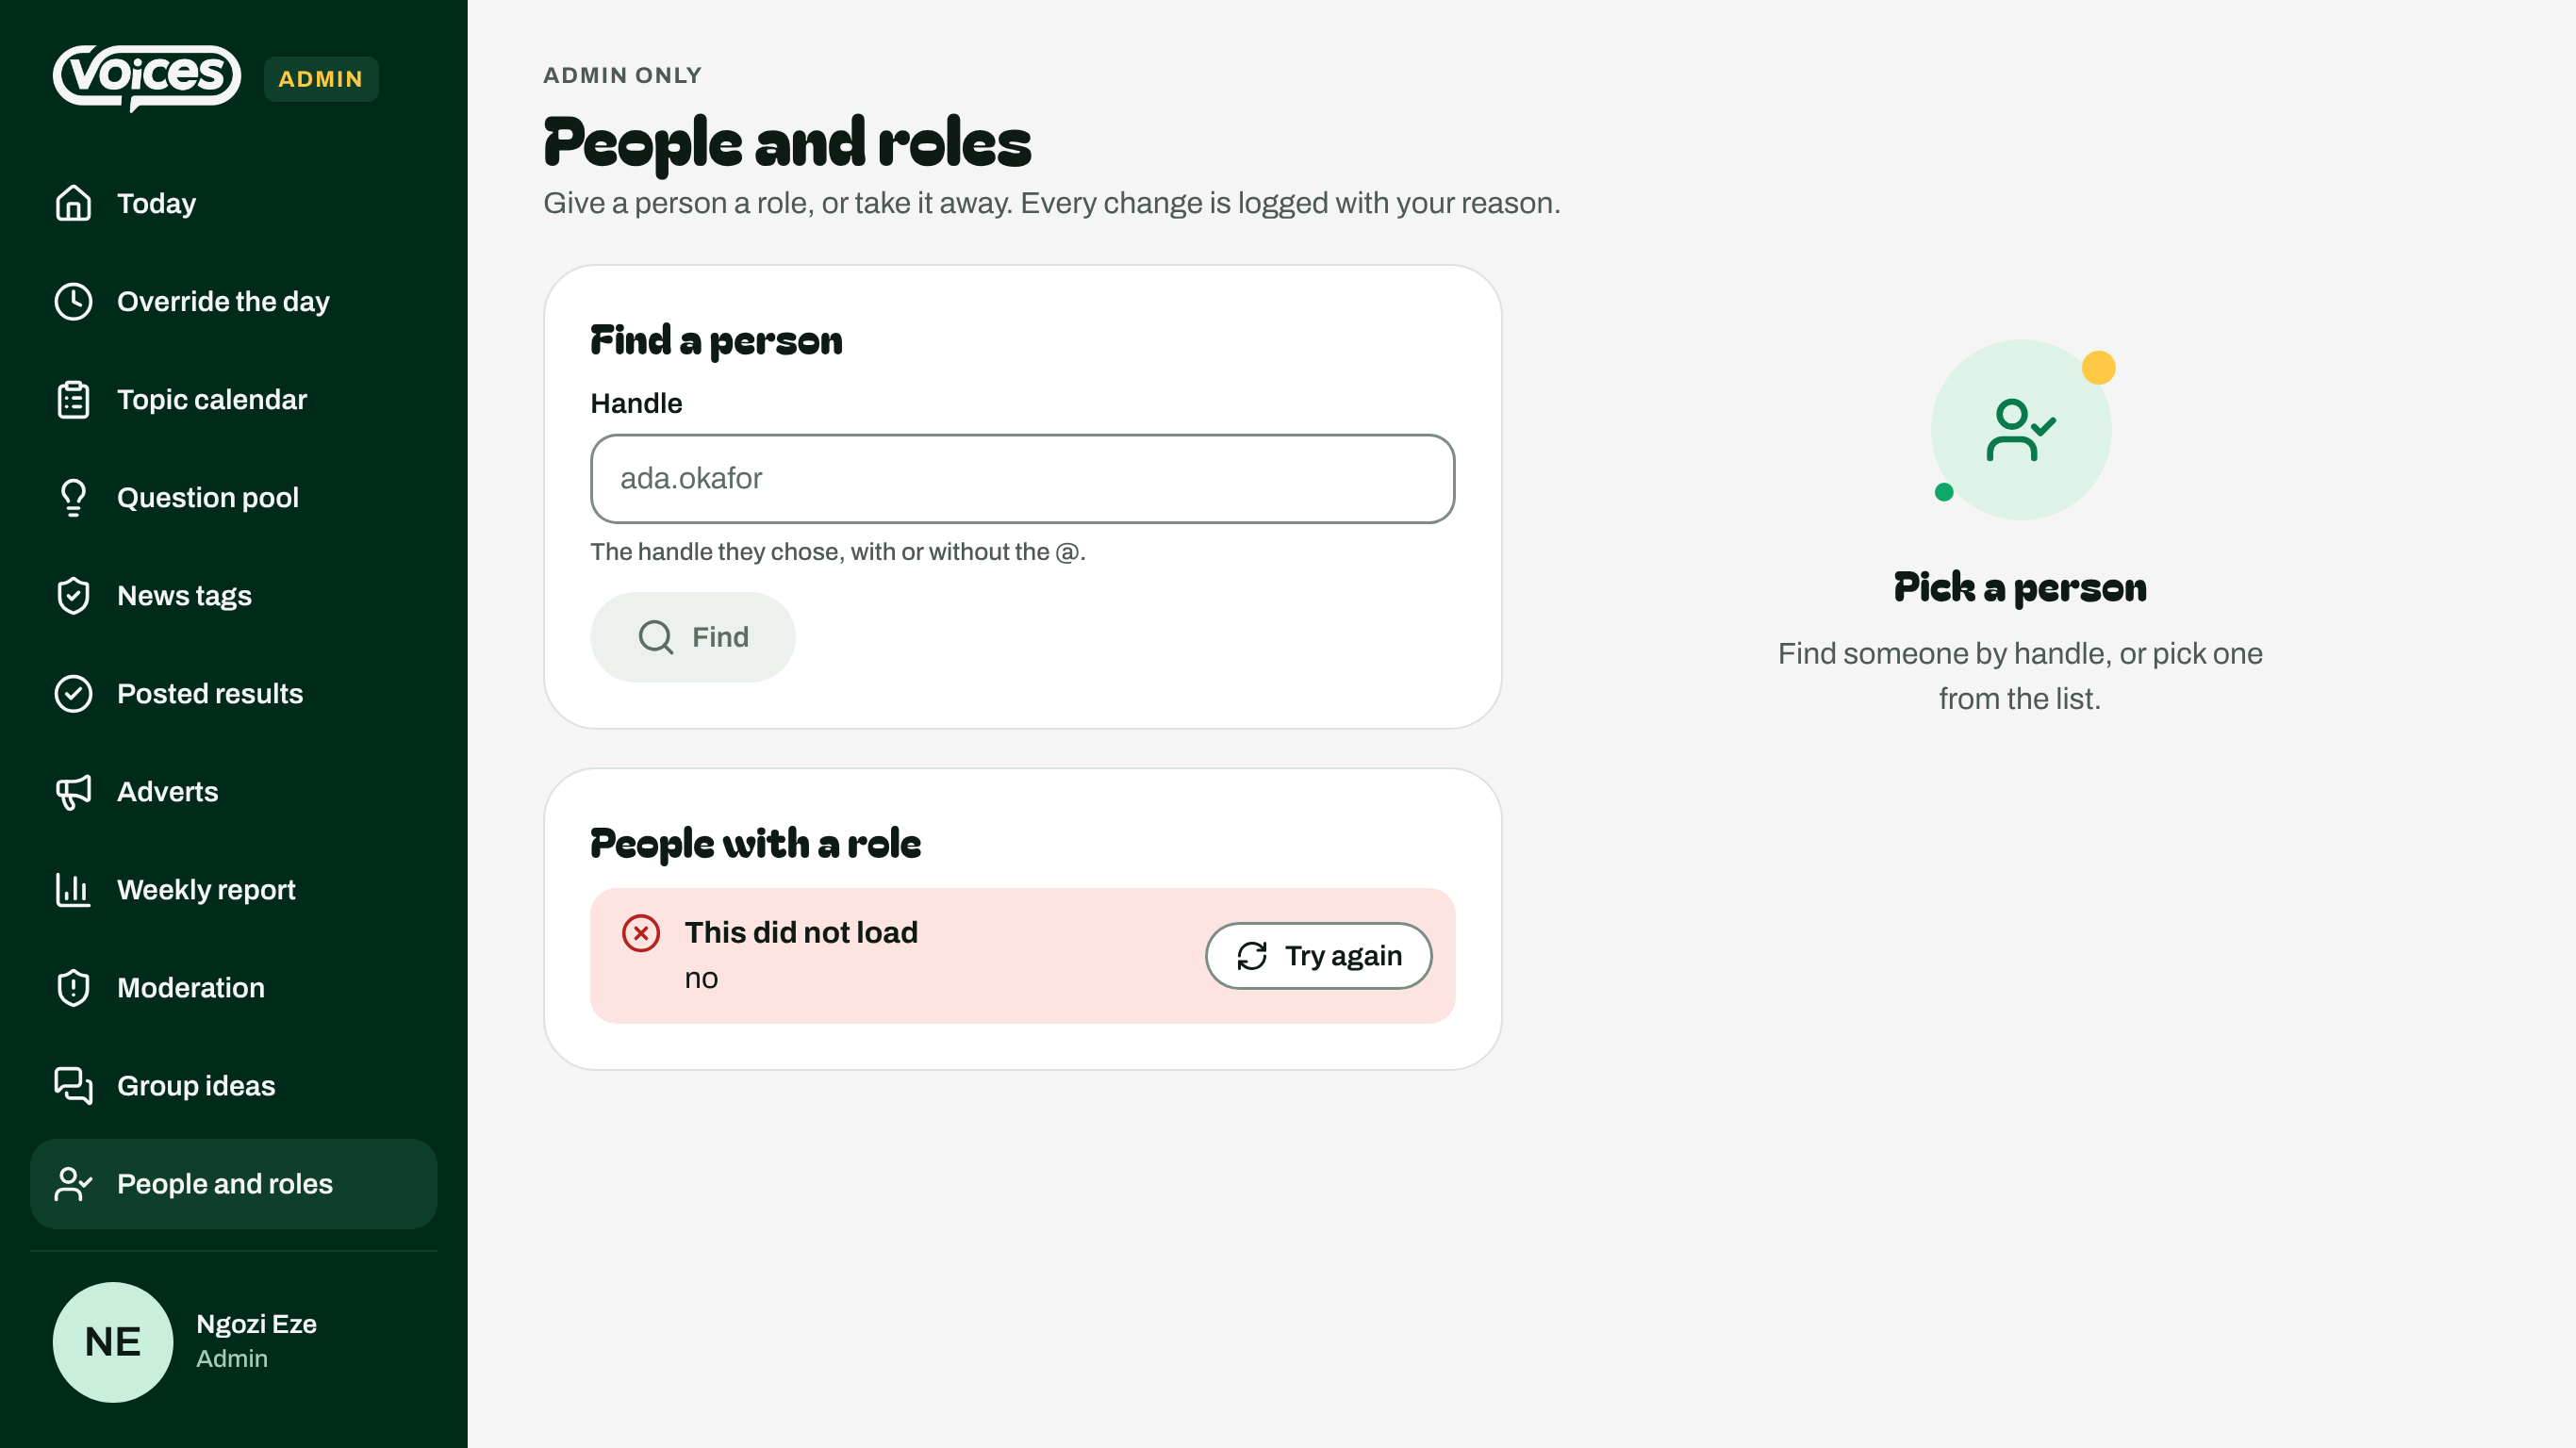 Voices
ADMIN
Today
Override the day
Topic calendar
Question pool
News tags
Posted results
Adverts
Weekly report
Moderation
Group ideas
People and roles
NE
Ngozi Eze
Admin
ADMIN ONLY
People and roles
Give a person a role, or take it away. Every change is logged with your reason.
Find a person
Handle
ada.okafor
The handle they chose, with or without the @.
Find
People with a role
This did not load
no
Try again
Pick a person
Find someone by handle, or pick one
from the list.